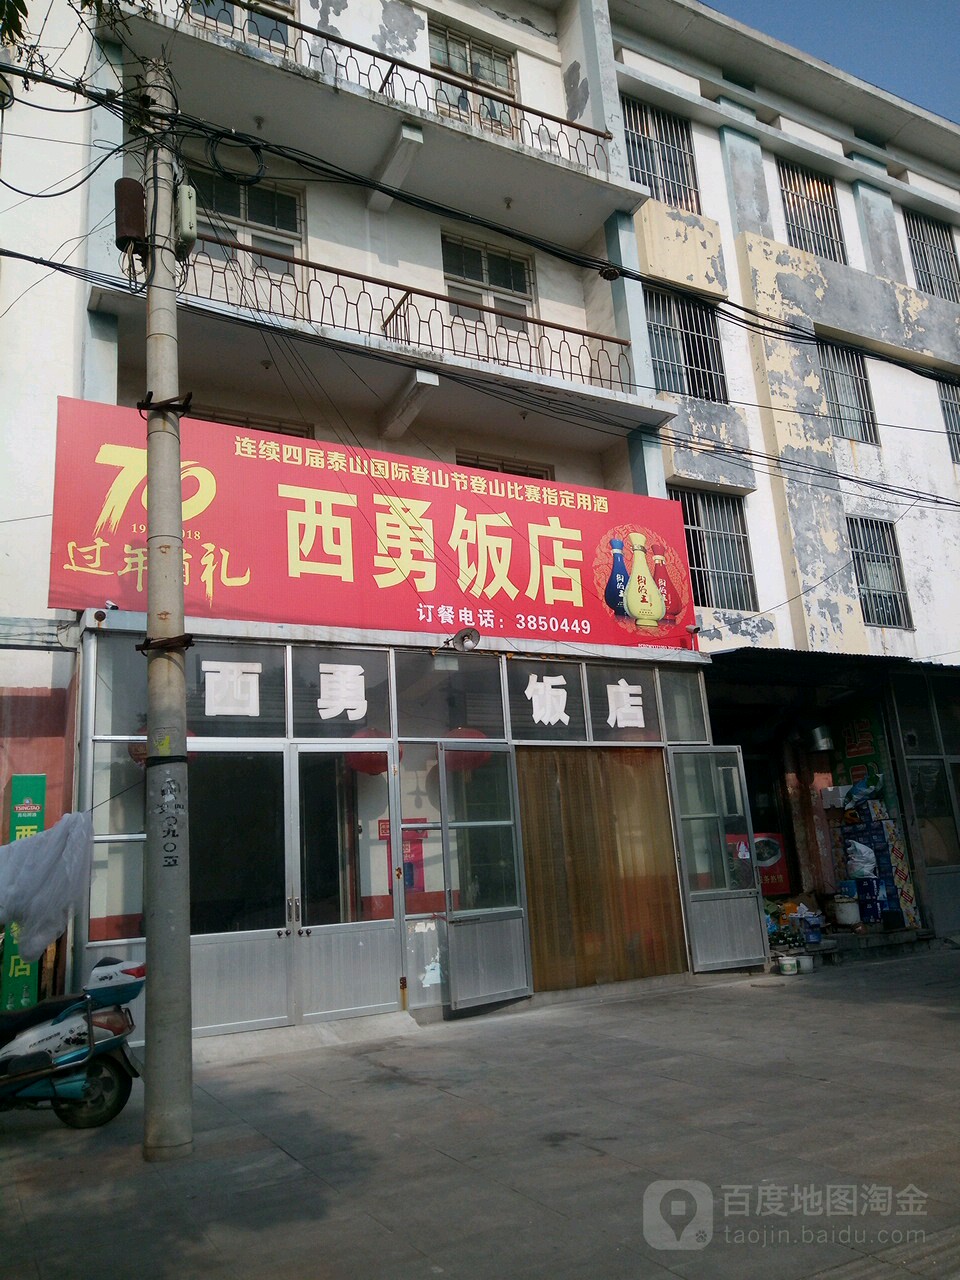 连续四届泰山国际登山节登山比赛指定用酒
70
西勇饭店
过年 礼
订餐电话：3850449
西勇饭店
TSINGTAO
店
百度地图淘金
taojin.baidu.com